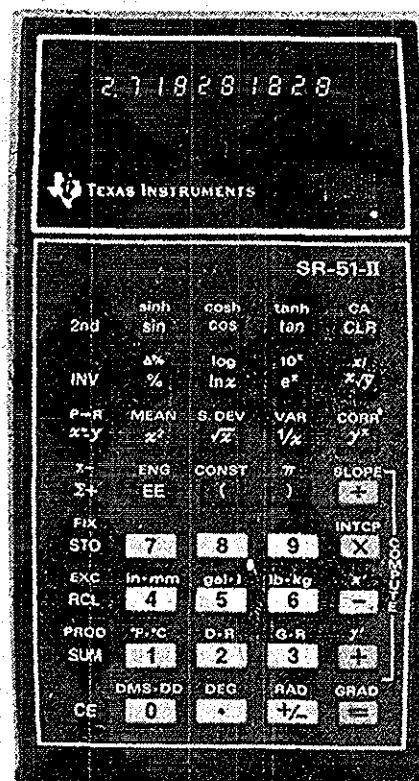 2.718281828
TEXAS INSTRUMENTS
SR-51-II
sinh cosh tanh CA
2nd sin cos tan CLR
Δ% log 10ˣ x!
INV % lnx eˣ ˣ√y
P→R MEAN S.DEV VAR CORR
x⇄y x² √x 1/x yˣ
Σ- ENG CONST π SLOPE
Σ+ EE ( ) ÷
FIX INTCP
STO 7 8 9 ×
EXC in-mm gal-l lb-kg x'
RCL 4 5 6 −
PROD °F-°C D-R G-R y'
SUM 1 2 3 +
COMPUTE
DMS-DD DEG RAD GRAD
CE 0 . +/− =